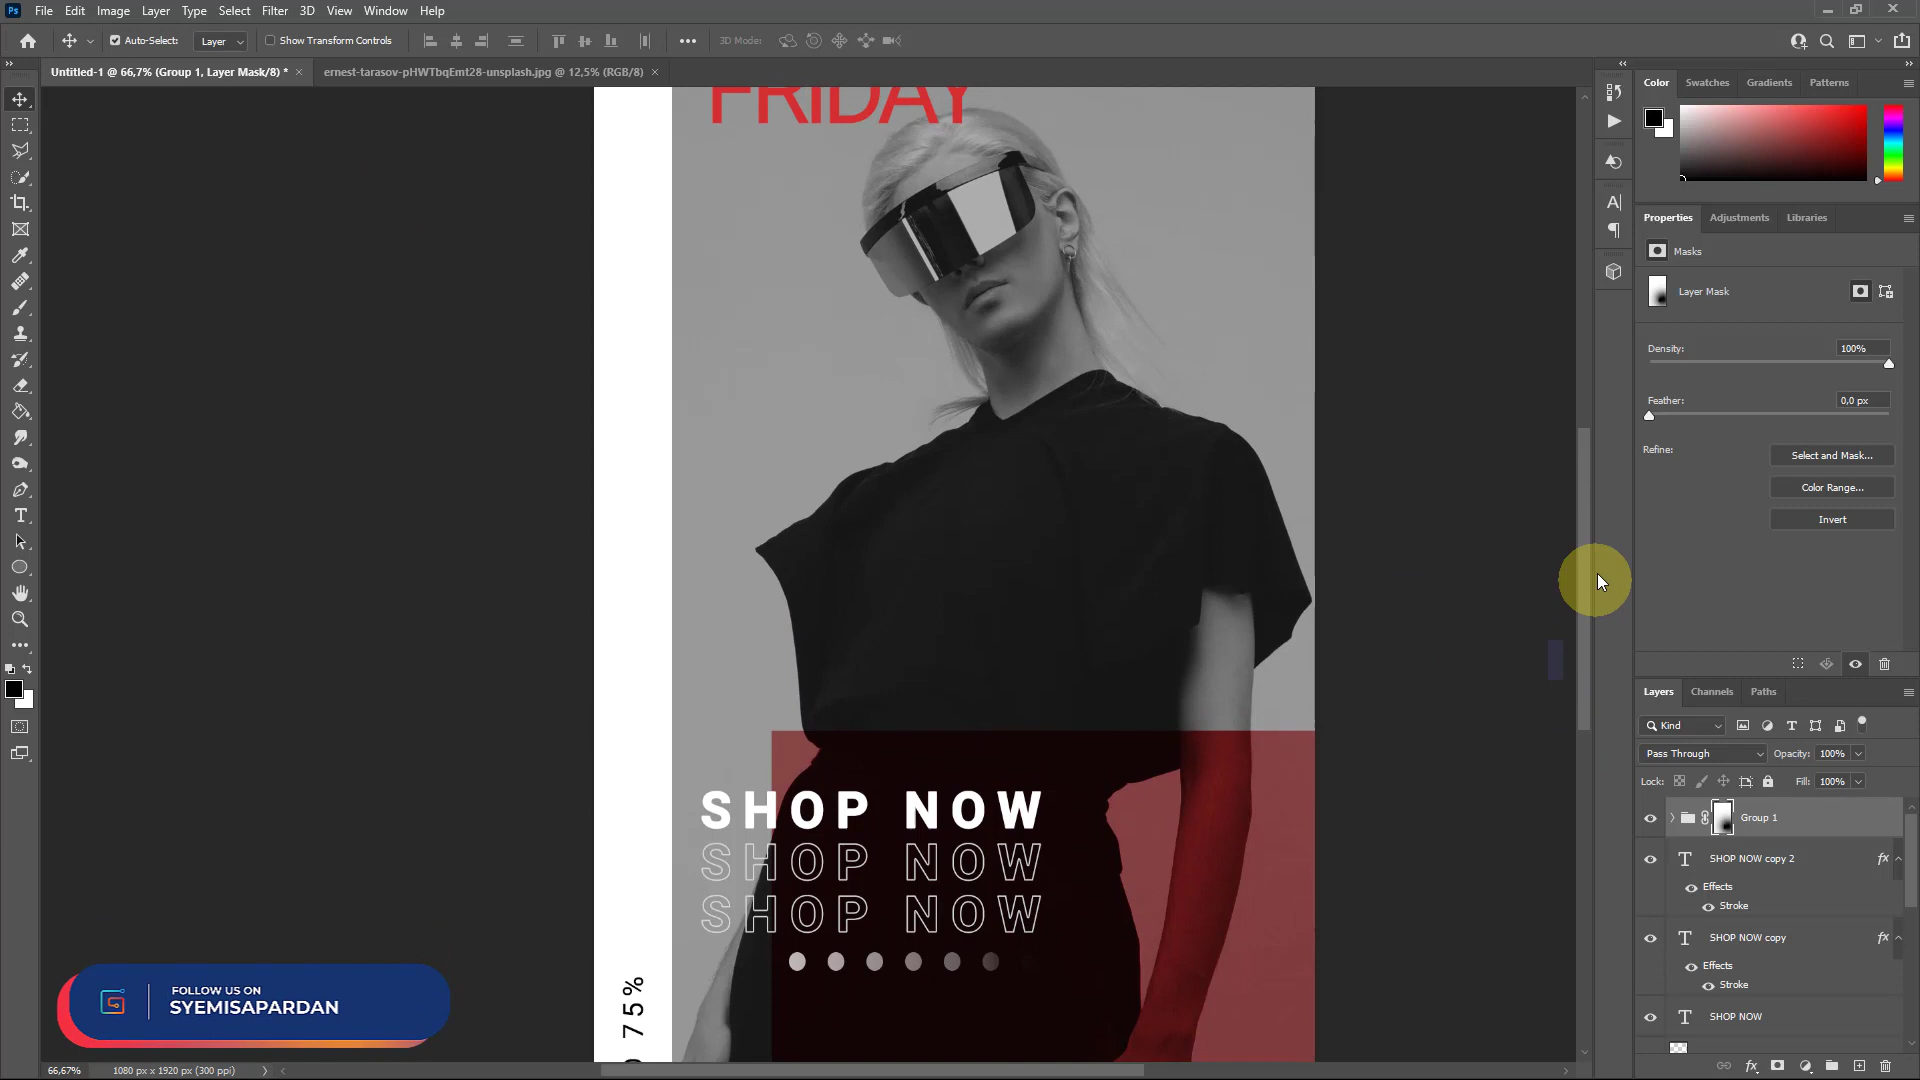 Ps File Edit Image Layer Type Select Filter 3D View Window Help
Auto-Select: Layer Show Transform Controls 3D Mode:
Untitled-1 @ 66,7% (Group 1, Layer Mask/8) * × ernest-tarasov-pHWTbqEmt28-unsplash.jpg @ 12,5% (RGB/8) ×
Color Swatches Gradients Patterns
FRIDAY
Properties Adjustments Libraries
Masks
Layer Mask
Density: 100%
Feather: 0,0 px
Refine: Select and Mask...
Color Range...
Invert
Layers Channels Paths
Kind
Pass Through Opacity: 100%
Lock: Fill: 100%
Group 1
SHOP NOW copy 2 fx
Effects
Stroke
SHOP NOW copy fx
Effects
Stroke
SHOP NOW
SHOP NOW
SHOP NOW
SHOP NOW
75%
FOLLOW US ON
SYEMISAPARDAN
66,67% 1080 px x 1920 px (300 ppi)